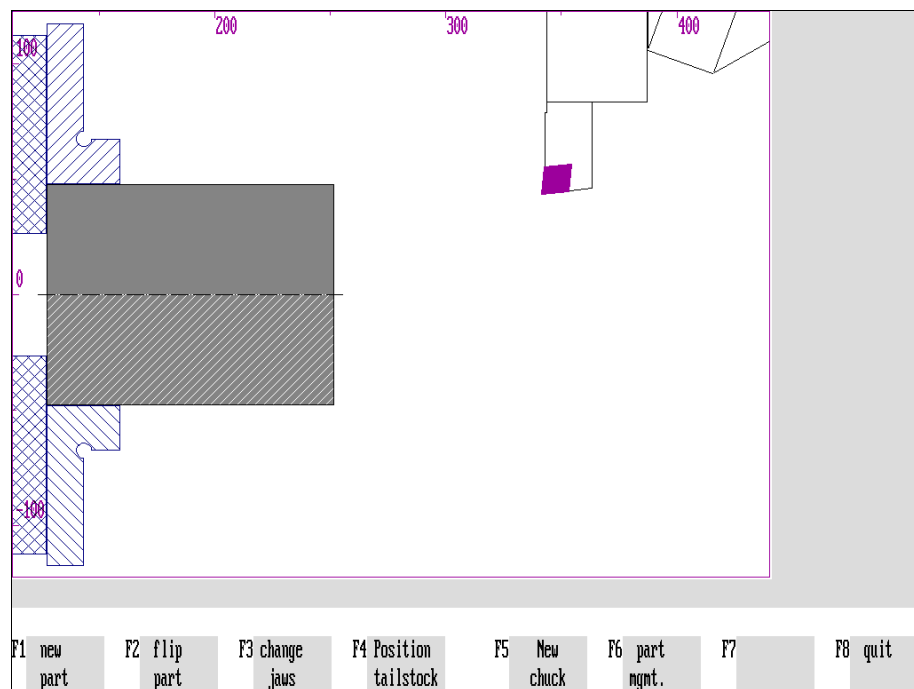 200 300 400
100
0
-100
F1 new part
F2 flip part
F3 change jaws
F4 Position tailstock
F5 New chuck
F6 part mgmt.
F7
F8 quit